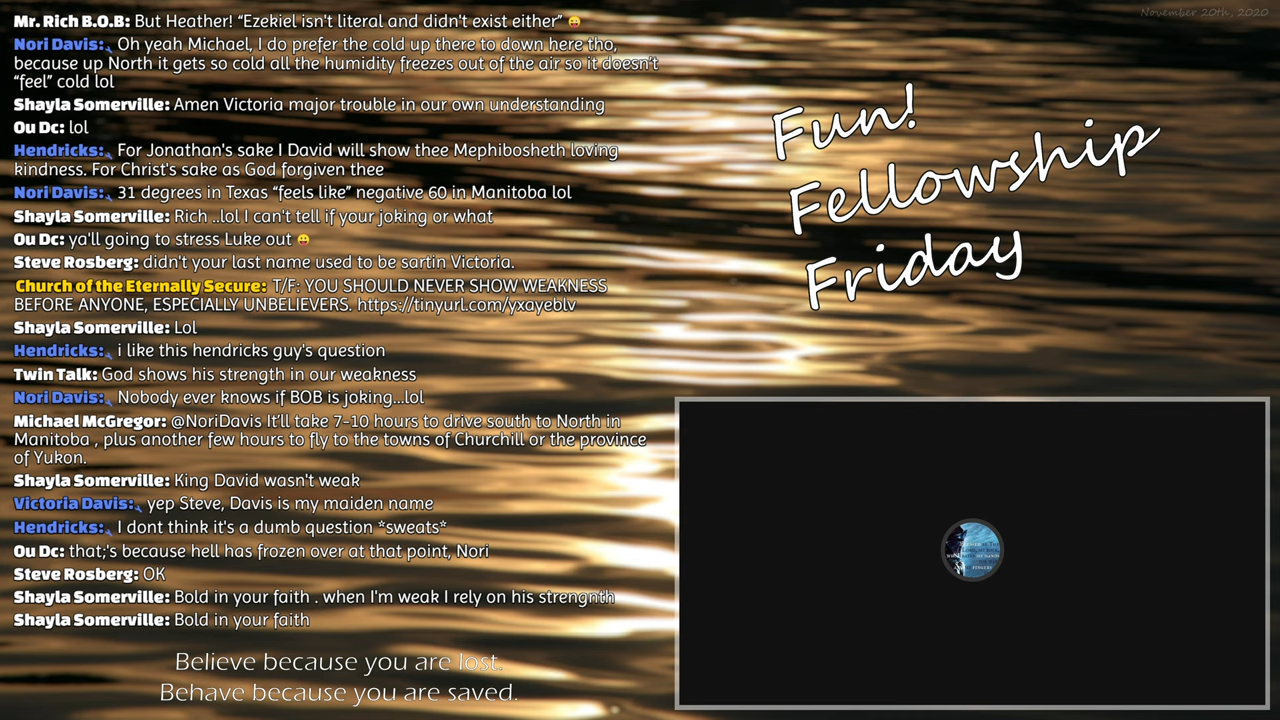 Mr. Rich B.O.B: But Heather! “Ezekiel isn't literal and didn't exist either” 😛
November 20th, 2020
Nori Davis: Oh yeah Michael, I do prefer the cold up there to down here tho,
because up North it gets so cold all the humidity freezes out of the air so it doesn't
“feel” cold lol
Shayla Somerville: Amen Victoria major trouble in our own understanding
Ou Dc: lol
Hendricks: For Jonathan's sake I David will show thee Mephibosheth loving
kindness. For Christ's sake as God forgiven thee
Nori Davis: 31 degrees in Texas “feels like” negative 60 in Manitoba lol
Shayla Somerville: Rich ..lol I can't tell if your joking or what
Ou Dc: ya'll going to stress Luke out 😛
Steve Rosberg: didn't your last name used to be sartin Victoria.
Church of the Eternally Secure: T/F: YOU SHOULD NEVER SHOW WEAKNESS
BEFORE ANYONE, ESPECIALLY UNBELIEVERS. https://tinyurl.com/yxayeblv
Shayla Somerville: Lol
Hendricks: i like this hendricks guy's question
Twin Talk: God shows his strength in our weakness
Nori Davis: Nobody ever knows if BOB is joking...lol
Michael McGregor: @NoriDavis It’ll take 7-10 hours to drive south to North in
Manitoba , plus another few hours to fly to the towns of Churchill or the province
of Yukon.
Shayla Somerville: King David wasn't weak
Victoria Davis: yep Steve, Davis is my maiden name
Hendricks: I dont think it's a dumb question *sweats*
Ou Dc: that;'s because hell has frozen over at that point, Nori
Steve Rosberg: OK
Shayla Somerville: Bold in your faith . when I'm weak I rely on his strengnth
Shayla Somerville: Bold in your faith
Believe because you are lost.
Behave because you are saved.
Fun!
Fellowship
Friday